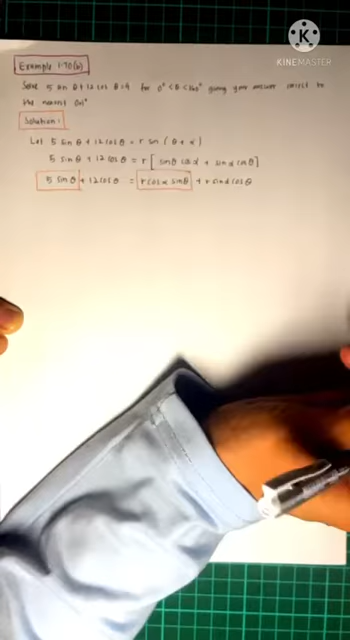 KINEMASTER
Example 1.70(b)
Solve 5 sin θ + 12 cos θ = 4 for 0° < θ < 360° giving your answer correct to
the nearest 0.1°
Solution:
Let 5 sin θ + 12 cos θ = r sin (θ + α)
5 sin θ + 12 cos θ = r [ sin θ cos α + sin α cos θ ]
5 sin θ + 12 cos θ = r cos α sin θ + r sin α cos θ